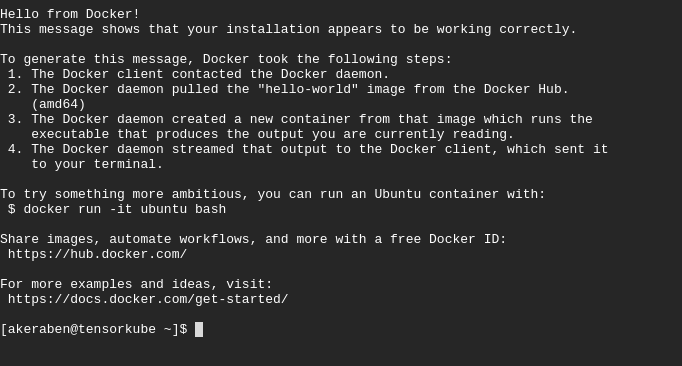 Hello from Docker!
This message shows that your installation appears to be working correctly.
To generate this message, Docker took the following steps:
1. The Docker client contacted the Docker daemon.
2. The Docker daemon pulled the "hello-world" image from the Docker Hub.
(amd64)
3. The Docker daemon created a new container from that image which runs the
executable that produces the output you are currently reading.
4. The Docker daemon streamed that output to the Docker client, which sent it
to your terminal.
To try something more ambitious, you can run an Ubuntu container with:
$ docker run -it ubuntu bash
Share images, automate workflows, and more with a free Docker ID:
https://hub.docker.com/
For more examples and ideas, visit:
https://docs.docker.com/get-started/
[akeraben@tensorkube ~]$